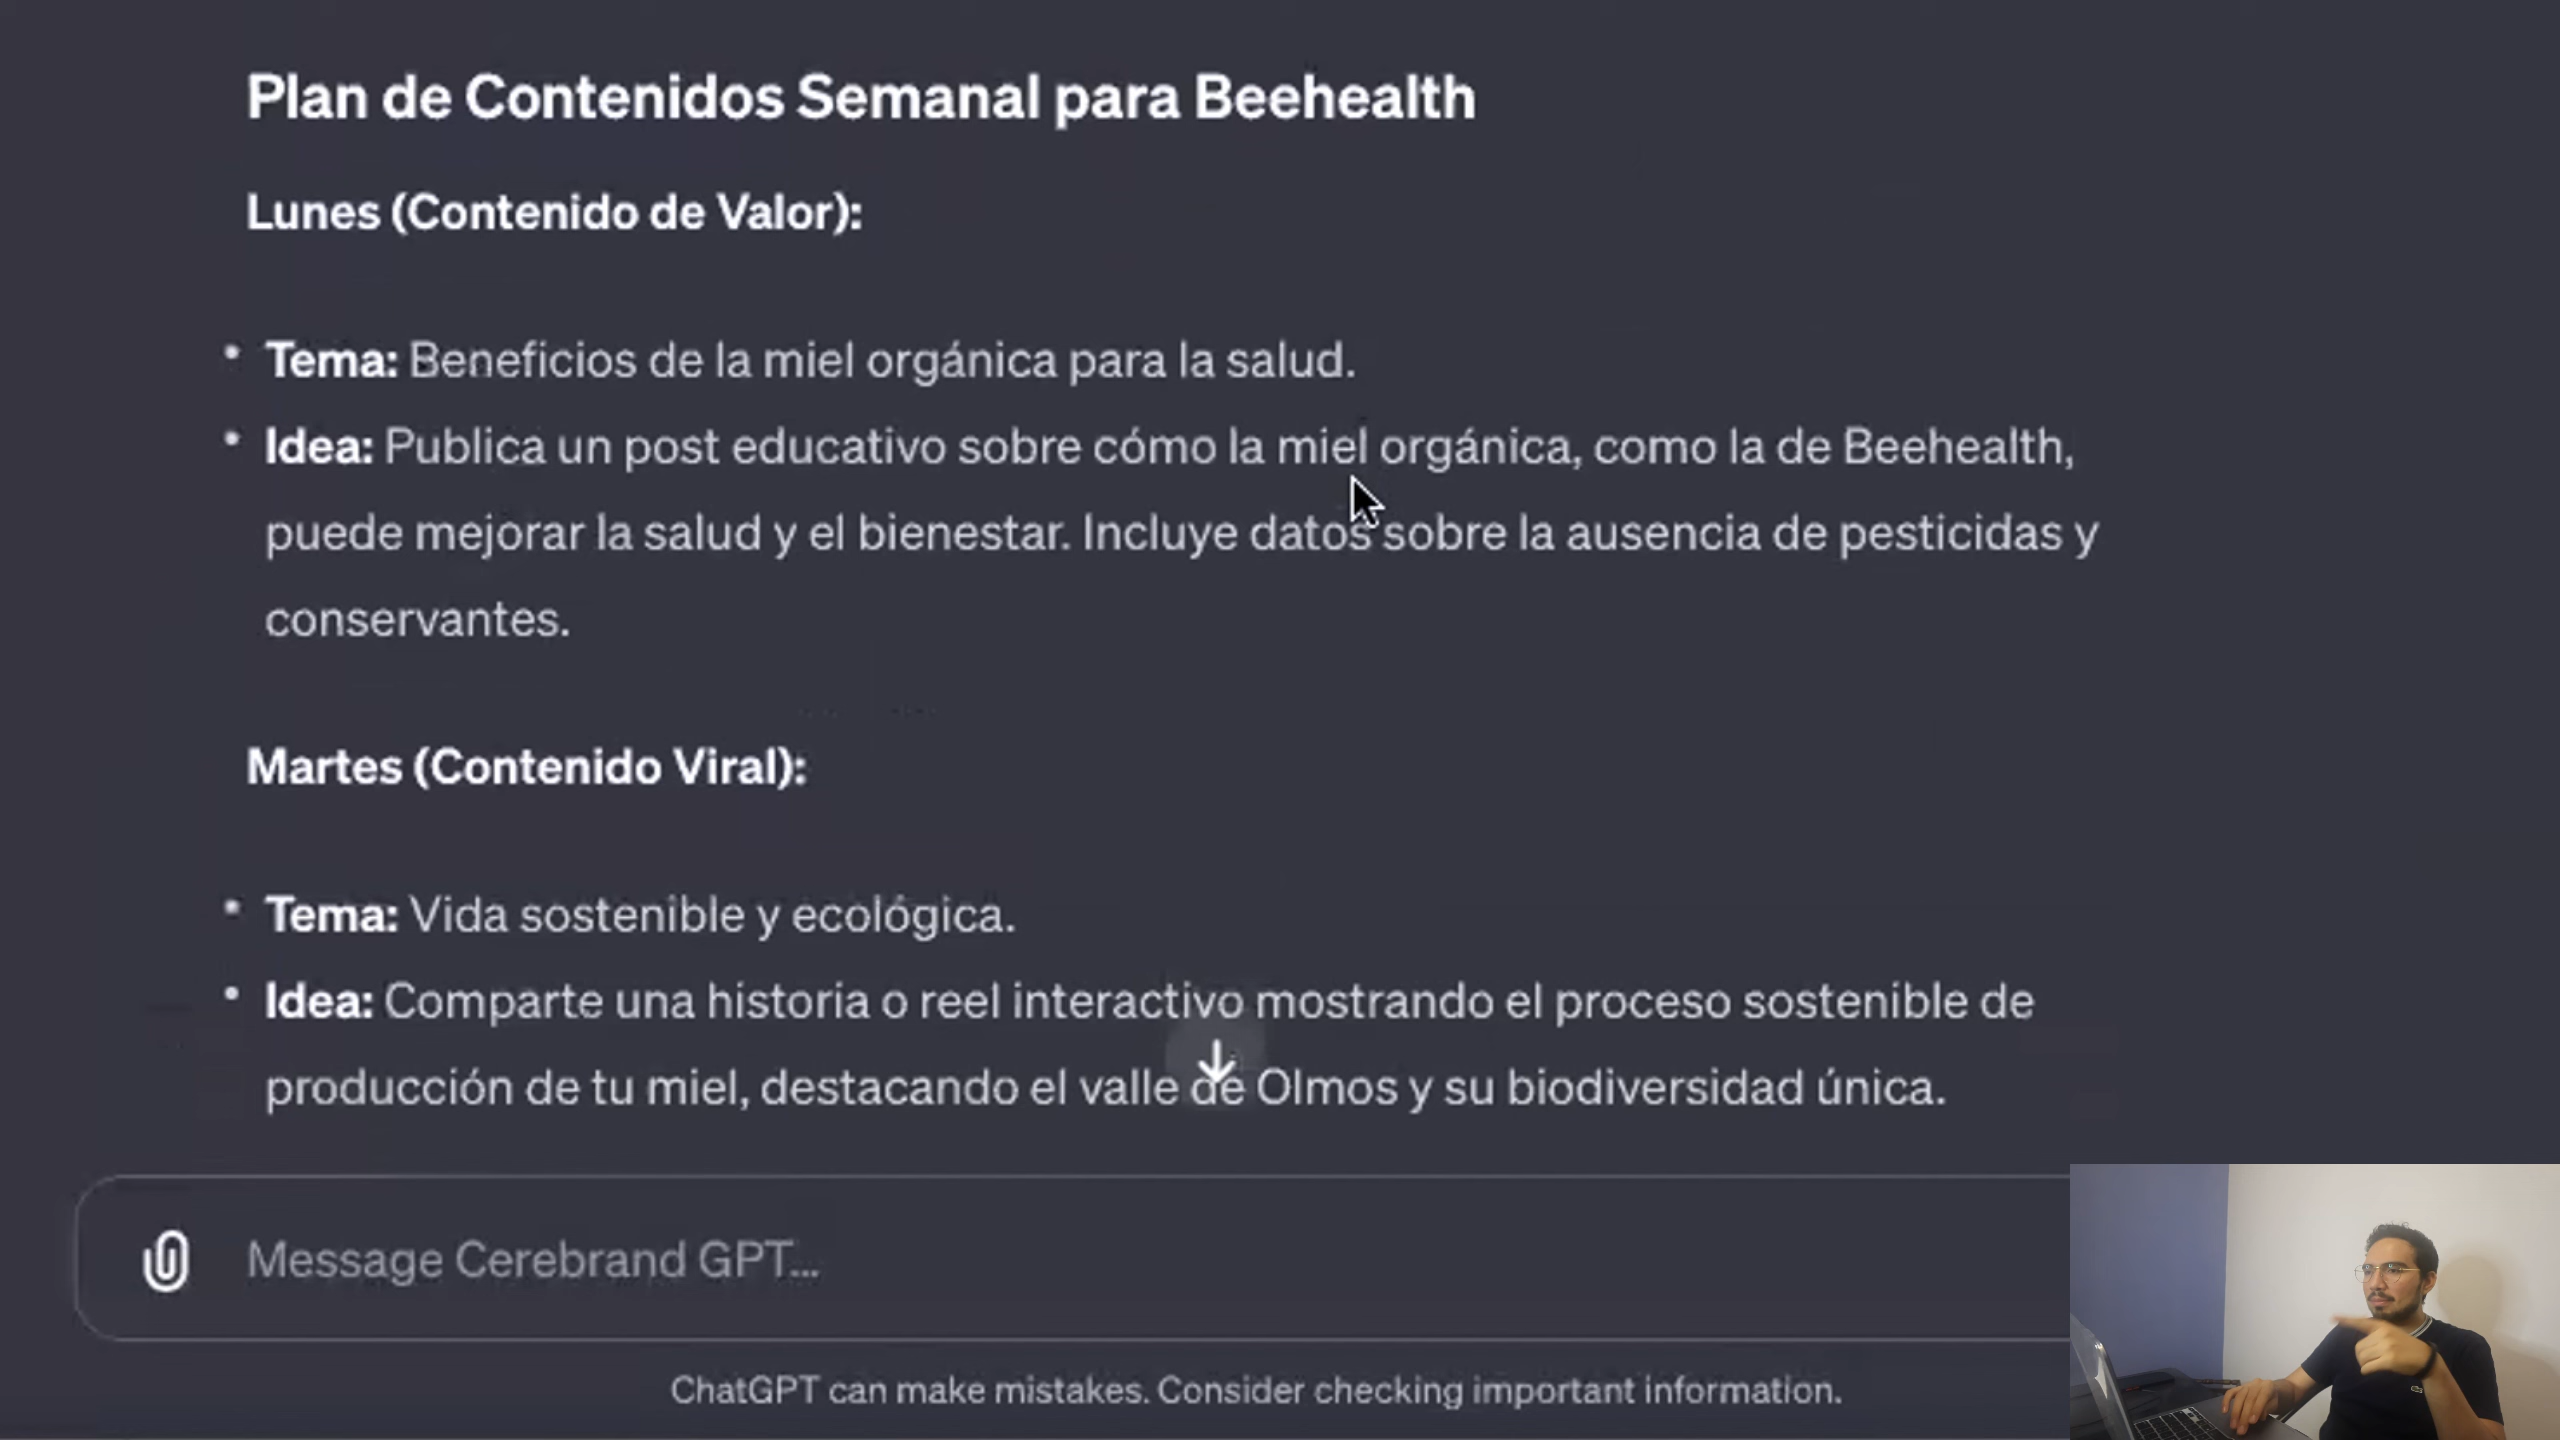 Plan de Contenidos Semanal para Beehealth
Lunes (Contenido de Valor):
• Tema: Beneficios de la miel orgánica para la salud.
• Idea: Publica un post educativo sobre cómo la miel orgánica, como la de Beehealth,
puede mejorar la salud y el bienestar. Incluye datos sobre la ausencia de pesticidas y
conservantes.
Martes (Contenido Viral):
• Tema: Vida sostenible y ecológica.
• Idea: Comparte una historia o reel interactivo mostrando el proceso sostenible de
producción de tu miel, destacando el valle de Olmos y su biodiversidad única.
Message Cerebrand GPT...
ChatGPT can make mistakes. Consider checking important information.